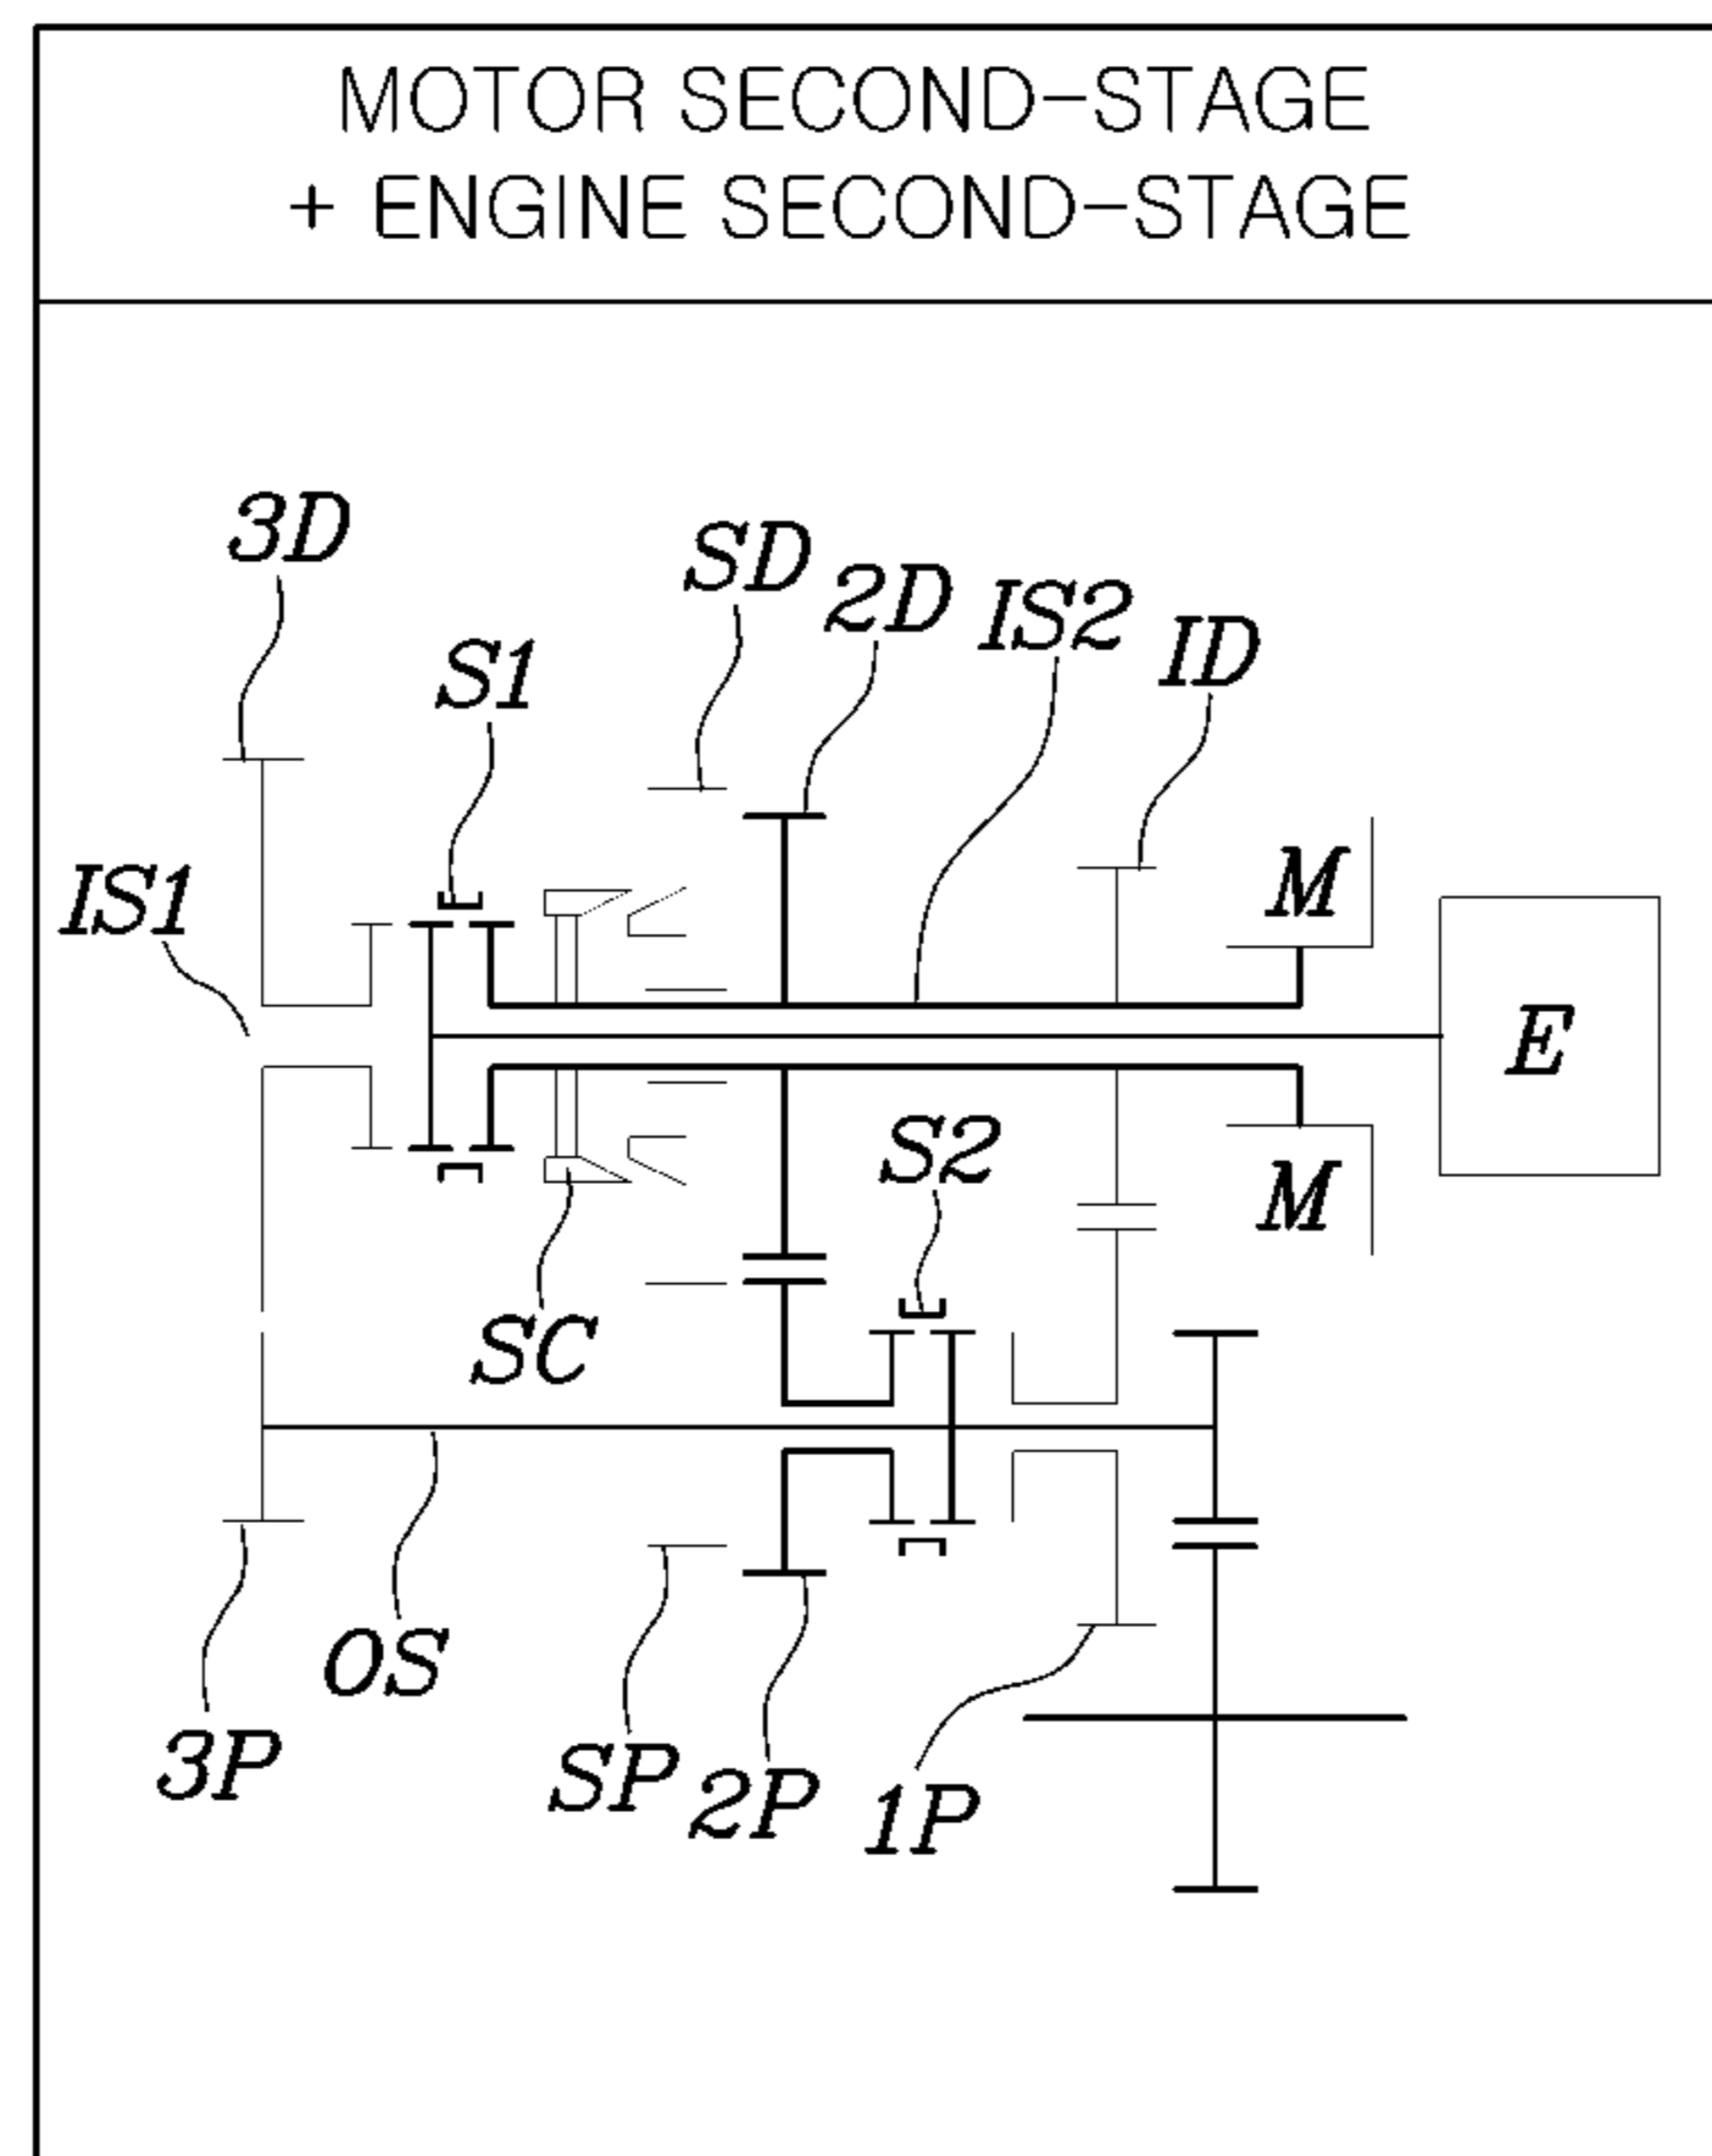 MOTOR SECOND-STAGE
+ ENGINE SECOND-STAGE
3D
SD
2D
IS2
ID
S1
IS1
M
E
S2
M
SC
OS
3P
SP
2P
1P